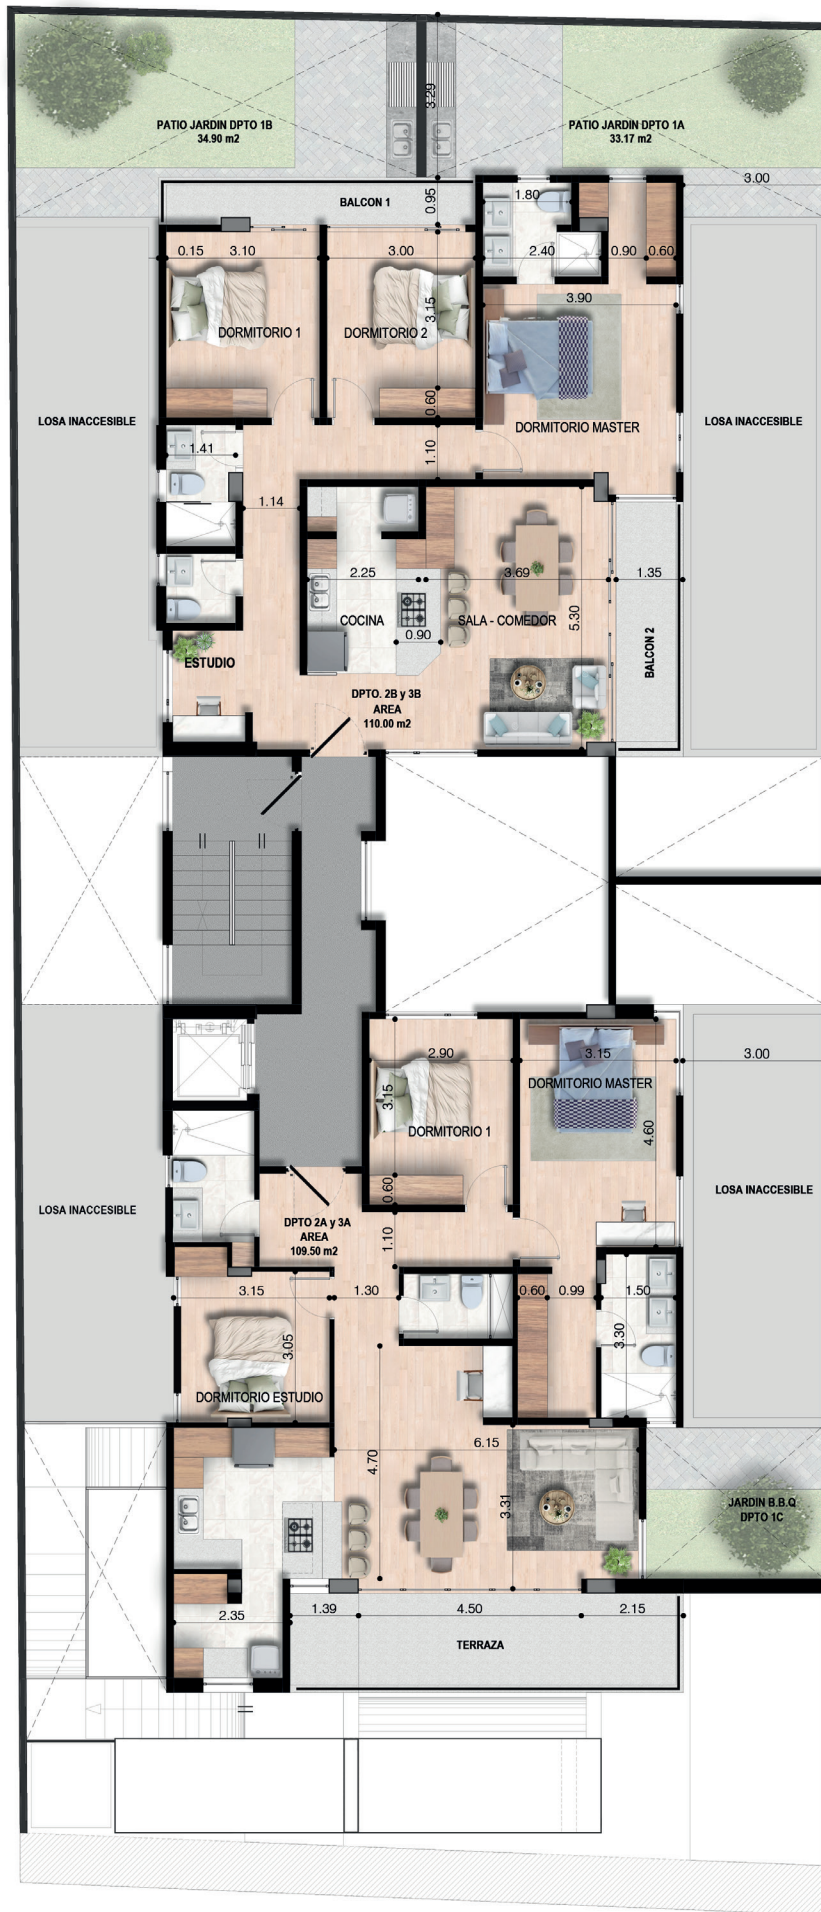 3.29
PATIO JARDIN DPTO 1B
34.90 m2
PATIO JARDIN DPTO 1A
33.17 m2
3.00
BALCON 1
0.95
1.80
0.15
3.10
3.00
2.40
0.90
0.60
3.90
3.15
DORMITORIO 1
DORMITORIO 2
0.60
LOSA INACCESIBLE
DORMITORIO MASTER
LOSA INACCESIBLE
1.41
1.10
1.14
2.25
3.69
1.35
COCINA
0.90
SALA - COMEDOR
5.30
BALCON 2
ESTUDIO
DPTO. 2B y 3B
AREA
110.00 m2
2.90
3.15
3.00
DORMITORIO MASTER
3.15
DORMITORIO 1
4.60
0.60
LOSA INACCESIBLE
LOSA INACCESIBLE
DPTO 2A y 3A
AREA
109.50 m2
1.10
3.15
1.30
0.60
0.99
1.50
3.05
3.30
DORMITORIO ESTUDIO
6.15
4.70
3.31
JARDIN B.B.Q
DPTO 1C
2.35
1.39
4.50
2.15
TERRAZA